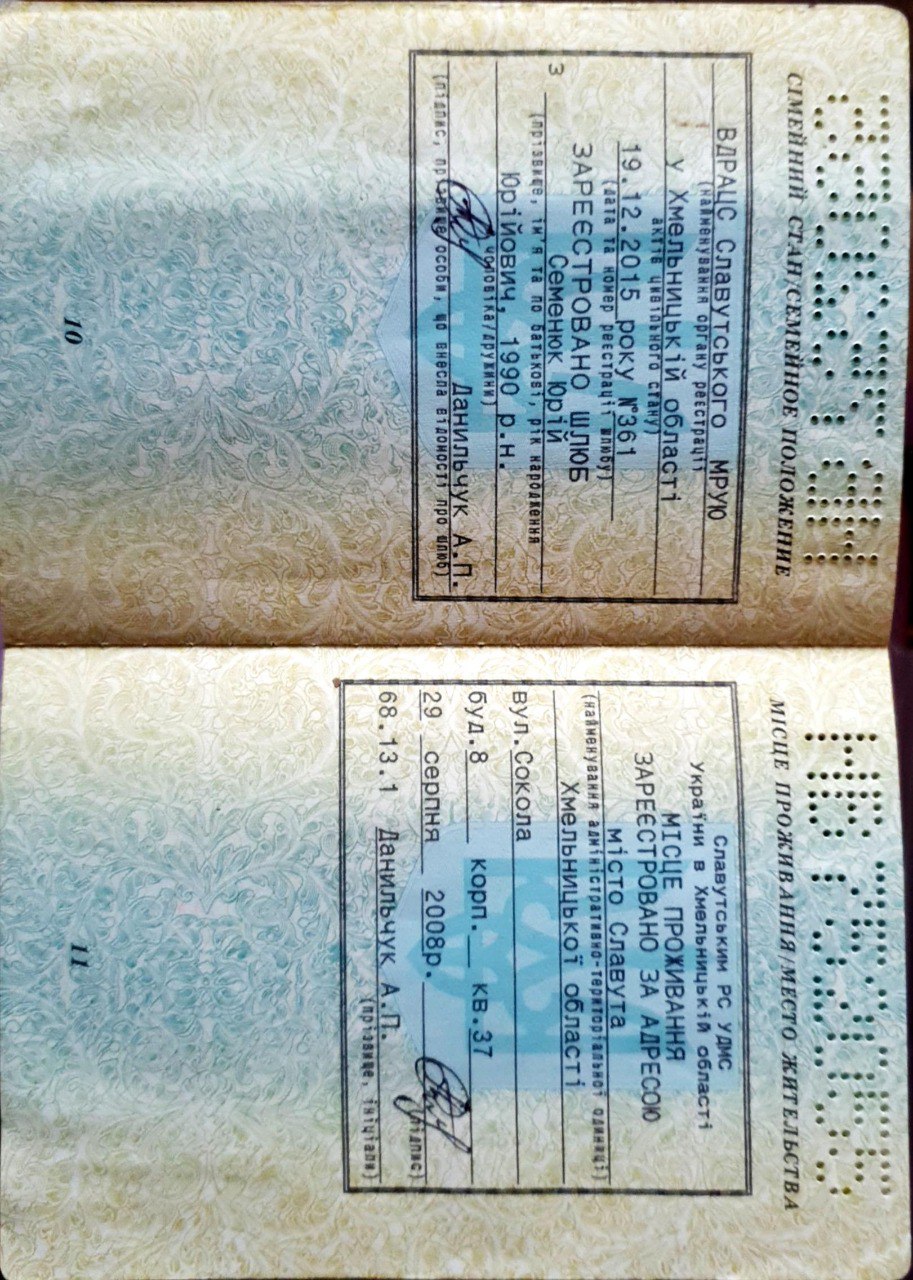 СІМЕЙНИЙ СТАН/СЕМЕЙНОЕ ПОЛОЖЕНИЕ
ВДРАЦС Славутського МРУЮ
(найменування органу реєстрації
у Хмельницькій області
актів цивільного стану)
19.12.2015 року №361
(дата та номер реєстрації шлюбу)
ЗАРЕЄСТРОВАНО ШЛЮБ
З Семенюк Юрій
(прізвище, ім'я та по батькові, рік народження
Юрійович, 1990 р.н.
чоловіка/дружини)
Данильчук А.П.
(підпис, прізвище особи, що внесла відомості про шлюб)
10
МІСЦЕ ПРОЖИВАННЯ/МЕСТО ЖИТЕЛЬСТВА
Славутським РС УДМС
України в Хмельницькій області
МІСЦЕ ПРОЖИВАННЯ
ЗАРЕЄСТРОВАНО ЗА АДРЕСОЮ
місто Славута
(найменування адміністративно-територіальної одиниці)
Хмельницької області
вул.Сокола
буд.8 корп. кв.37
29 серпня 2008р.
(підпис)
68.13.1 Данильчук А.П.
(прізвище, ініціали)
11